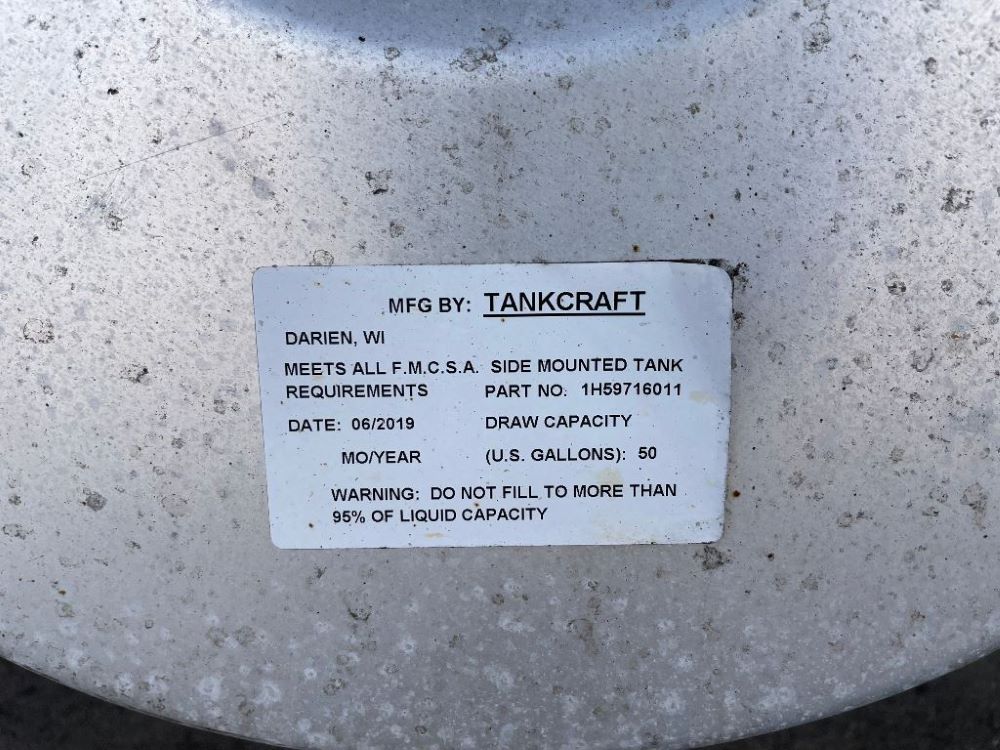 MFG BY: TANKCRAFT
DARIEN, WI
MEETS ALL F.M.C.S.A. SIDE MOUNTED TANK
REQUIREMENTS PART NO. 1H59716011
DATE: 06/2019 DRAW CAPACITY
MO/YEAR (U.S. GALLONS): 50
WARNING: DO NOT FILL TO MORE THAN
95% OF LIQUID CAPACITY